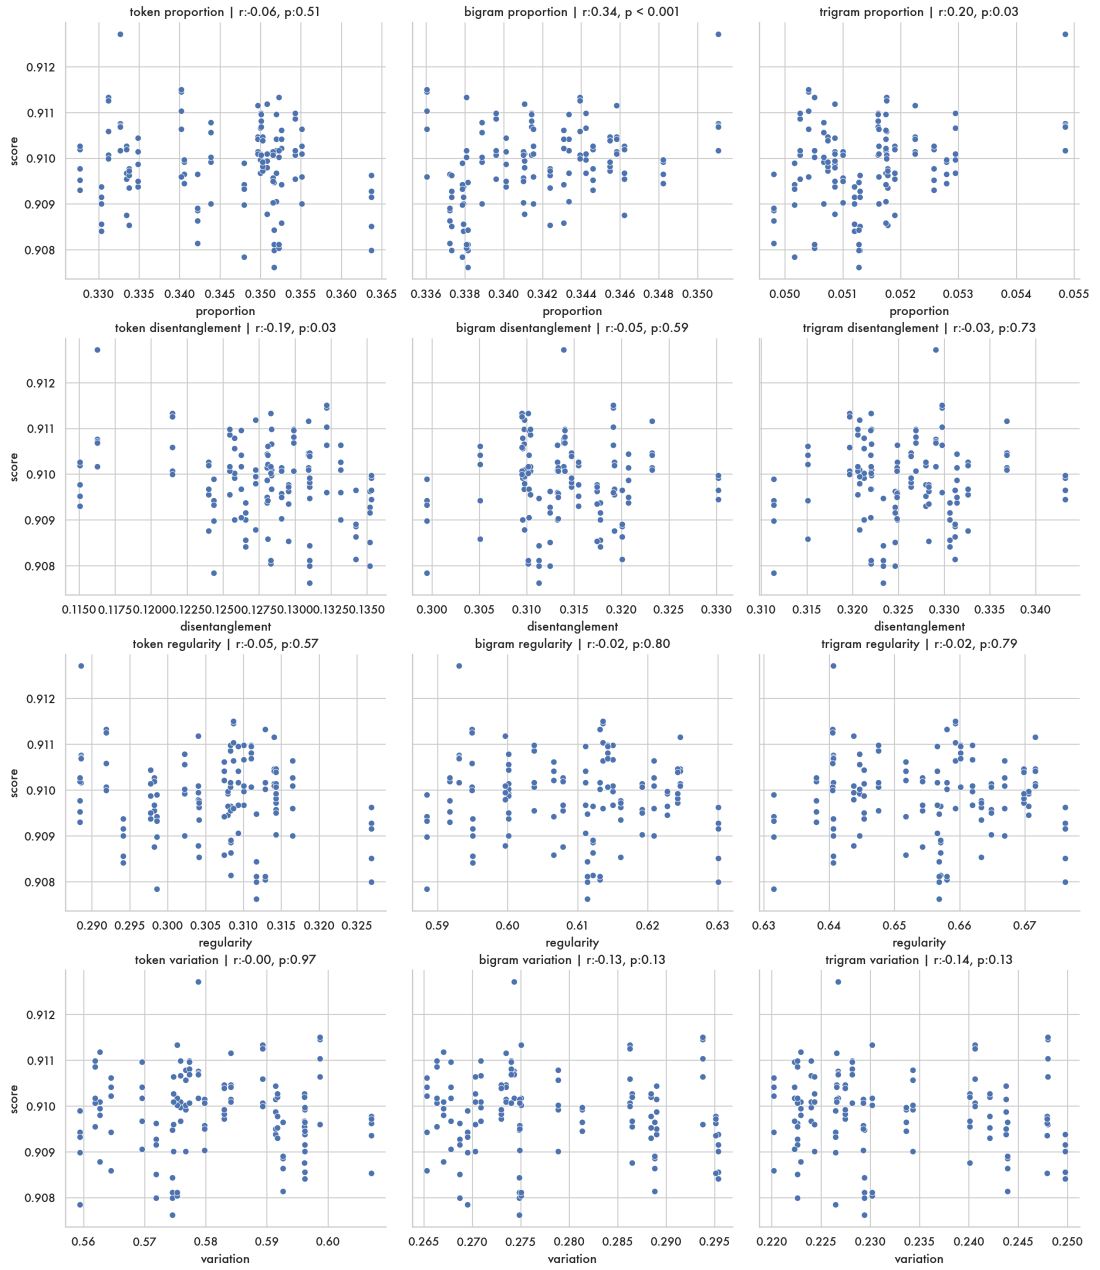 token proportion | r:-0.06, p:0.51
bigram proportion | r:0.34, p < 0.001
trigram proportion | r:0.20, p:0.03
0.912
0.911
0.910
0.909
0.908
score
0.330 0.335 0.340 0.345 0.350 0.355 0.360 0.365
0.336 0.338 0.340 0.342 0.344 0.346 0.348 0.350
0.050 0.051 0.052 0.053 0.054 0.055
proportion
proportion
proportion
token disentanglement | r:-0.19, p:0.03
bigram disentanglement | r:-0.05, p:0.59
trigram disentanglement | r:-0.03, p:0.73
0.912
0.911
0.910
0.909
0.908
score
0.1150 0.1175 0.1200 0.1225 0.1250 0.1275 0.1300 0.1325 0.1350
0.300 0.305 0.310 0.315 0.320 0.325 0.330
0.310 0.315 0.320 0.325 0.330 0.335 0.340
disentanglement
disentanglement
disentanglement
token regularity | r:-0.05, p:0.57
bigram regularity | r:-0.02, p:0.80
trigram regularity | r:-0.02, p:0.79
0.912
0.911
0.910
0.909
0.908
score
0.290 0.295 0.300 0.305 0.310 0.315 0.320 0.325
0.59 0.60 0.61 0.62 0.63
0.63 0.64 0.65 0.66 0.67
regularity
regularity
regularity
token variation | r:-0.00, p:0.97
bigram variation | r:-0.13, p:0.13
trigram variation | r:-0.14, p:0.13
0.912
0.911
0.910
0.909
0.908
score
0.56 0.57 0.58 0.59 0.60
0.265 0.270 0.275 0.280 0.285 0.290 0.295
0.220 0.225 0.230 0.235 0.240 0.245 0.250
variation
variation
variation